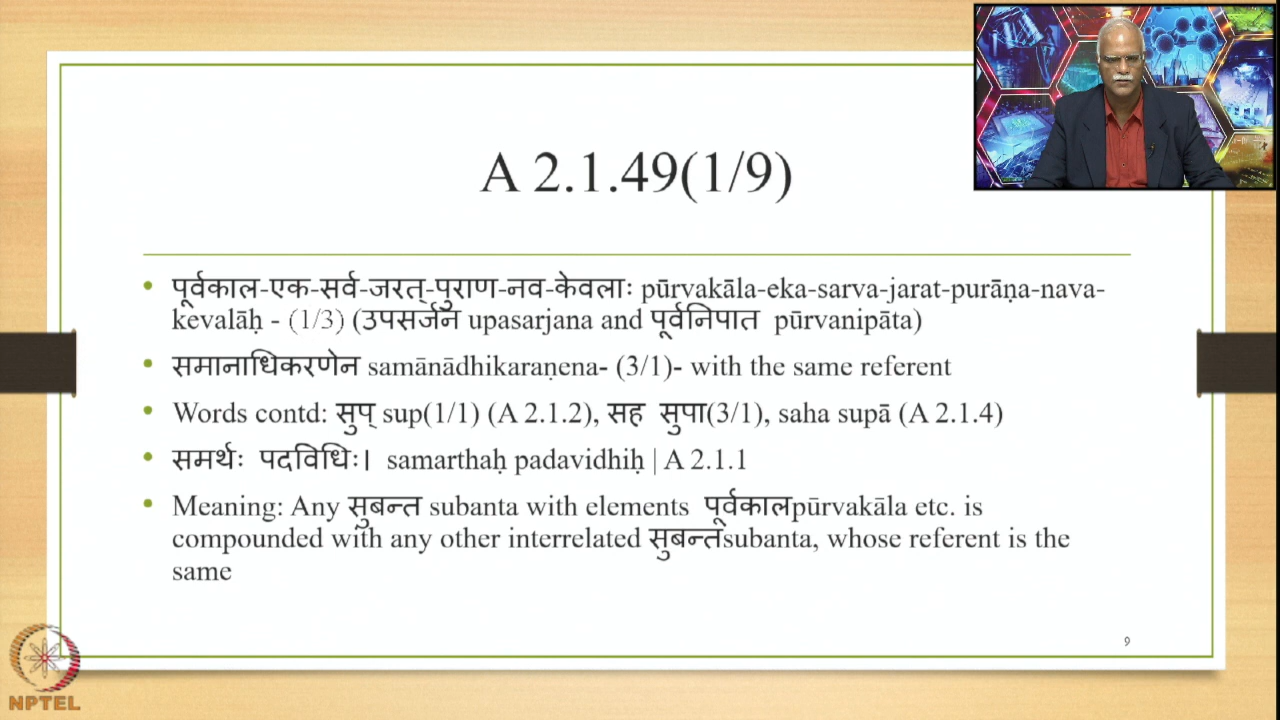 A 2.1.49(1/9)
• पूर्वकाल-एक-सर्व-जरत्-पुराण-नव-केवलाः pūrvakāla-eka-sarva-jarat-purāṇa-nava-
kevalāḥ - (1/3) (उपसर्जन upasarjana and पूर्वनिपात pūrvanipāta)
• समानाधिकरणेन samānādhikaraṇena- (3/1)- with the same referent
• Words contd: सुप् sup(1/1) (A 2.1.2), सह सुपा(3/1), saha supā (A 2.1.4)
• समर्थः पदविधिः। samarthaḥ padavidhiḥ | A 2.1.1
• Meaning: Any सुबन्त subanta with elements पूर्वकालpūrvakāla etc. is
compounded with any other interrelated सुबन्तsubanta, whose referent is the
same
9
NPTEL